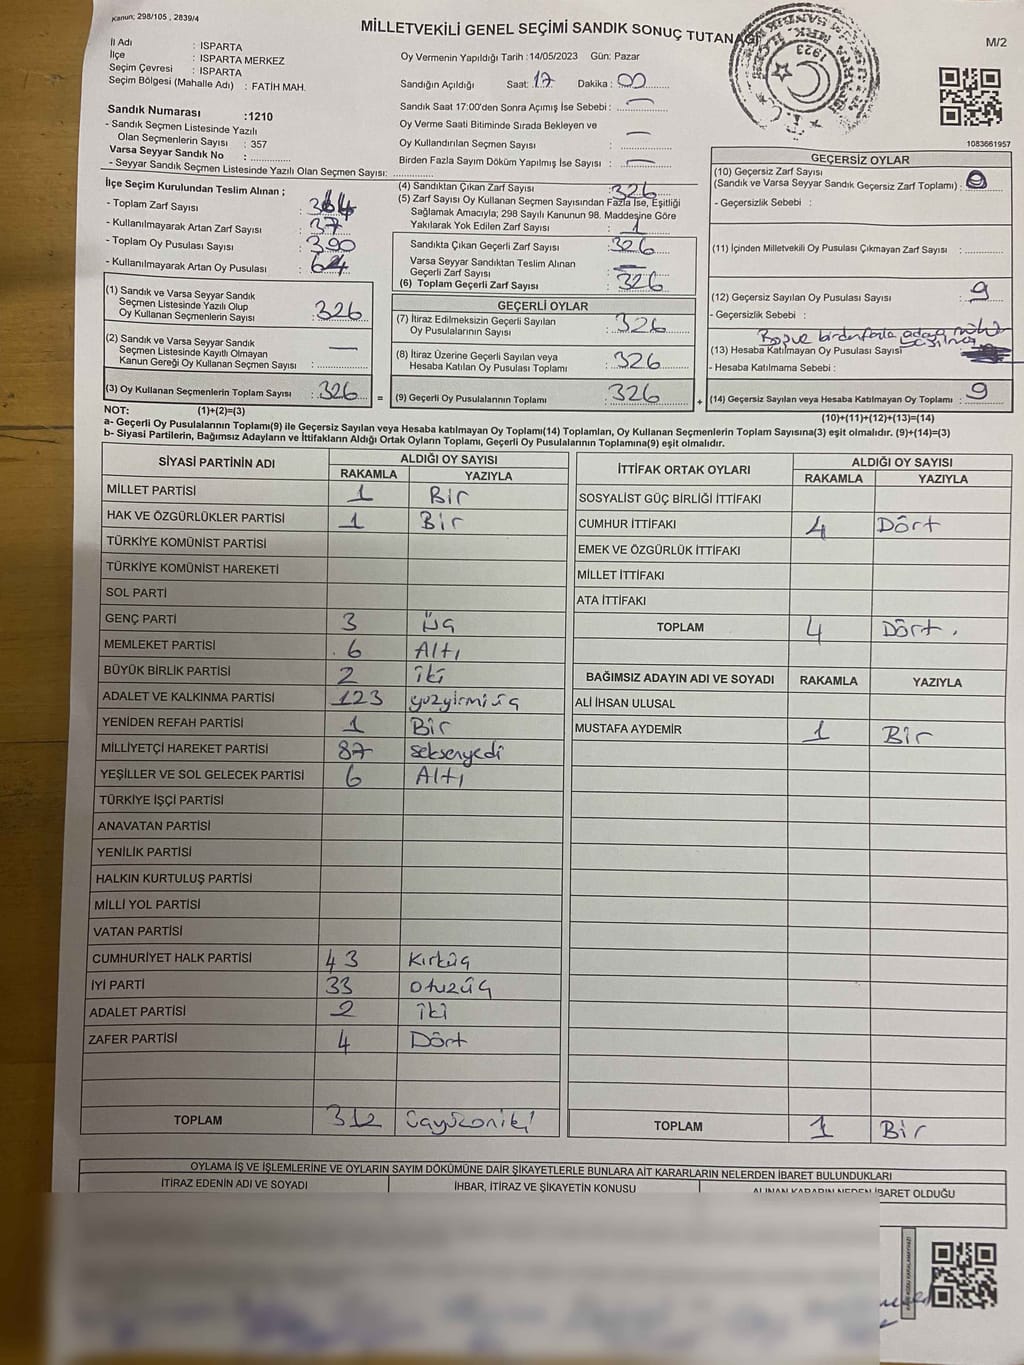 Kanun; 298/105 , 2839/4
MİLLETVEKİLİ GENEL SEÇİMİ SANDIK SONUÇ TUTANAĞI
M/2
İl Adı : ISPARTA
İlçe : ISPARTA MERKEZ
Seçim Çevresi : ISPARTA
Seçim Bölgesi (Mahalle Adı) : FATİH MAH.
Oy Vermenin Yapıldığı Tarih : 14/05/2023 Gün: Pazar
Sandığın Açıldığı Saat: 17 Dakika : 00
Sandık Saat 17:00'den Sonra Açımış İse Sebebi : —
Oy Verme Saati Bitiminde Sırada Bekleyen ve
Oy Kullandırılan Seçmen Sayısı : —
Birden Fazla Sayım Döküm Yapılmış İse Sayısı : —
1923
1083661957
Sandık Numarası :1210
- Sandık Seçmen Listesinde Yazılı
Olan Seçmenlerin Sayısı : 357
Varsa Seyyar Sandık No :
- Seyyar Sandık Seçmen Listesinde Yazılı Olan Seçmen Sayısı:
İlçe Seçim Kurulundan Teslim Alınan ;
- Toplam Zarf Sayısı :
- Kullanılmayarak Artan Zarf Sayısı : 37
- Toplam Oy Pusulası Sayısı : 390
- Kullanılmayarak Artan Oy Pusulası : 64
(1) Sandık ve Varsa Seyyar Sandık
Seçmen Listesinde Yazılı Olup
Oy Kullanan Seçmenlerin Sayısı : 326
(2) Sandık ve Varsa Seyyar Sandık
Seçmen Listesinde Kayıtlı Olmayan
Kanun Gereği Oy Kullanan Seçmen Sayısı : —
(3) Oy Kullanan Seçmenlerin Toplam Sayısı : 326 =
(4) Sandıktan Çıkan Zarf Sayısı : 326
(5) Zarf Sayısı Oy Kullanan Seçmen Sayısından Fazla İse, Eşitliği
Sağlamak Amacıyla; 298 Sayılı Kanunun 98. Maddesine Göre
Yakılarak Yok Edilen Zarf Sayısı : 1
Sandıkta Çıkan Geçerli Zarf Sayısı : 326
Varsa Seyyar Sandıktan Teslim Alınan
Geçerli Zarf Sayısı : —
(6) Toplam Geçerli Zarf Sayısı : 326
GEÇERLİ OYLAR
(7) İtiraz Edilmeksizin Geçerli Sayılan
Oy Pusulalarının Sayısı : 326
(8) İtiraz Üzerine Geçerli Sayılan veya
Hesaba Katılan Oy Pusulası Toplamı : 326
(9) Geçerli Oy Pusulalarının Toplamı : 326 +
GEÇERSİZ OYLAR
(10) Geçersiz Zarf Sayısı
(Sandık ve Varsa Seyyar Sandık Geçersiz Zarf Toplamı) :
- Geçersizlik Sebebi :
(11) İçinden Milletvekili Oy Pusulası Çıkmayan Zarf Sayısı :
(12) Geçersiz Sayılan Oy Pusulası Sayısı : 9
- Geçersizlik Sebebi :
birden fazla adaya mühür
(13) Hesaba Katılmayan Oy Pusulası Sayısı
- Hesaba Katılmama Sebebi :
(14) Geçersiz Sayılan veya Hesaba Katılmayan Oy Toplamı : 9
NOT: (1)+(2)=(3) (10)+(11)+(12)+(13)=(14)
a- Geçerli Oy Pusulasının Toplamı(9) ile Geçersiz Sayılan veya Hesaba katılmayan Oy Toplamı(14) Toplamları, Oy Kullanan Seçmenlerin Toplam Sayısına(3) eşit olmalıdır. (9)+(14)=(3)
b- Siyasi Partilerin, Bağımsız Adayların ve İttifakların Aldığı Ortak Oyların Toplamı, Geçerli Oy Pusulalarının Toplamına(9) eşit olmalıdır.
SİYASİ PARTİNİN ADI ALDIĞI OY SAYISI
RAKAMLA YAZIYLA
MİLLET PARTİSİ 1 Bir
HAK VE ÖZGÜRLÜKLER PARTİSİ 1 Bir
TÜRKİYE KOMÜNİST PARTİSİ
TÜRKİYE KOMÜNİST HAREKETİ
SOL PARTİ
GENÇ PARTİ 3 Üç
MEMLEKET PARTİSİ 6 Altı
BÜYÜK BİRLİK PARTİSİ 2 iki
ADALET VE KALKINMA PARTİSİ 123 yüzyirmiüç
YENİDEN REFAH PARTİSİ 1 Bir
MİLLİYETÇİ HAREKET PARTİSİ 87 seksenyedi
YEŞİLLER VE SOL GELECEK PARTİSİ 6 Altı
TÜRKİYE İŞÇİ PARTİSİ
ANAVATAN PARTİSİ
YENİLİK PARTİSİ
HALKIN KURTULUŞ PARTİSİ
MİLLİ YOL PARTİSİ
VATAN PARTİSİ
CUMHURİYET HALK PARTİSİ 43 Kırküç
İYİ PARTİ 33 otuzüç
ADALET PARTİSİ 2 iki
ZAFER PARTİSİ 4 Dört
TOPLAM 312 üçyüzoniki
İTTİFAK ORTAK OYLARI ALDIĞI OY SAYISI
RAKAMLA YAZIYLA
SOSYALİST GÜÇ BİRLİĞİ İTTİFAKI
CUMHUR İTTİFAKI 4 Dört
EMEK VE ÖZGÜRLÜK İTTİFAKI
MİLLET İTTİFAKI
ATA İTTİFAKI
TOPLAM 4 Dört.
BAĞIMSIZ ADAYIN ADI VE SOYADI RAKAMLA YAZIYLA
ALİ İHSAN ULUSAL
MUSTAFA AYDEMİR 1 Bir
TOPLAM 1 Bir
OYLAMA İŞ VE İŞLEMLERİNE VE OYLARIN SAYIM DÖKÜMÜNE DAİR ŞİKAYETLERLE BUNLARA AİT KARARLARIN NELERDEN İBARET BULUNDUKLARI
İTİRAZ EDENİN ADI VE SOYADI İHBAR, İTİRAZ VE ŞİKAYETİN KONUSU ALINAN KARARIN NEDEN İBARET OLDUĞU